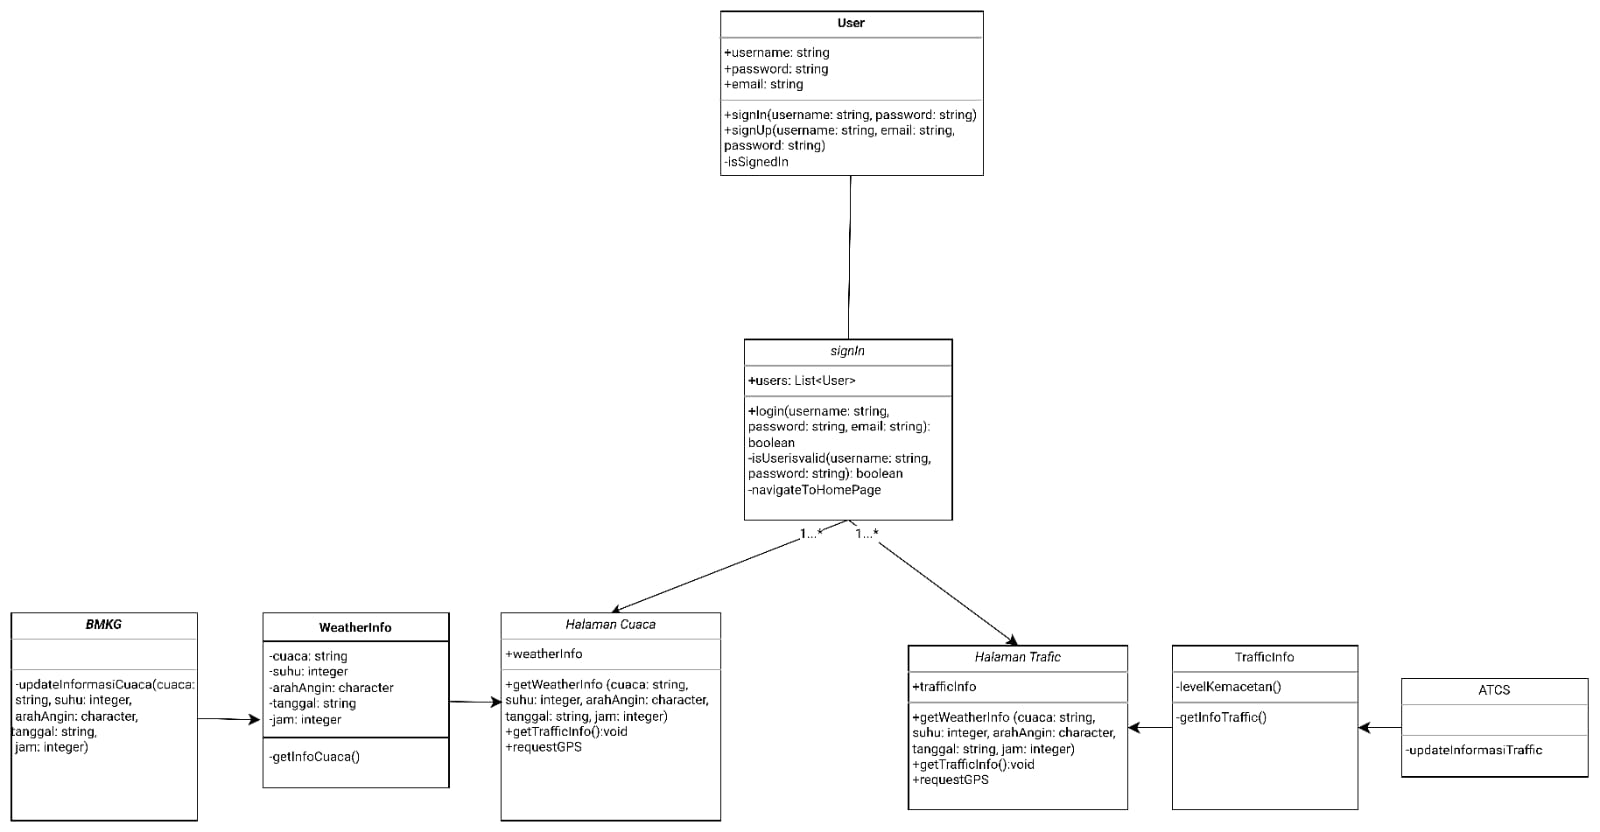 User
+username: string
+password: string
+email: string
+signIn(username: string, password: string)
+signUp(username: string, email: string,
password: string)
-isSignedIn
signIn
+users: List<User>
+login(username: string,
password: string, email: string):
boolean
-isUserisvalid(username: string,
password: string): boolean
-navigateToHomePage
1...*
1...*
BMKG
-updateInformasiCuaca(cuaca:
string, suhu: integer,
arahAngin: character,
tanggal: string,
jam: integer)
WeatherInfo
-cuaca: string
-suhu: integer
-arahAngin: character
-tanggal: string
-jam: integer
-getInfoCuaca()
Halaman Cuaca
+weatherInfo
+getWeatherInfo (cuaca: string,
suhu: integer, arahAngin: character,
tanggal: string, jam: integer)
+getTrafficInfo():void
+requestGPS
Halaman Trafic
+trafficInfo
+getWeatherInfo (cuaca: string,
suhu: integer, arahAngin: character,
tanggal: string, jam: integer)
+getTrafficInfo():void
+requestGPS
TrafficInfo
-levelKemacetan()
-getInfoTraffic()
ATCS
-updateInformasiTraffic